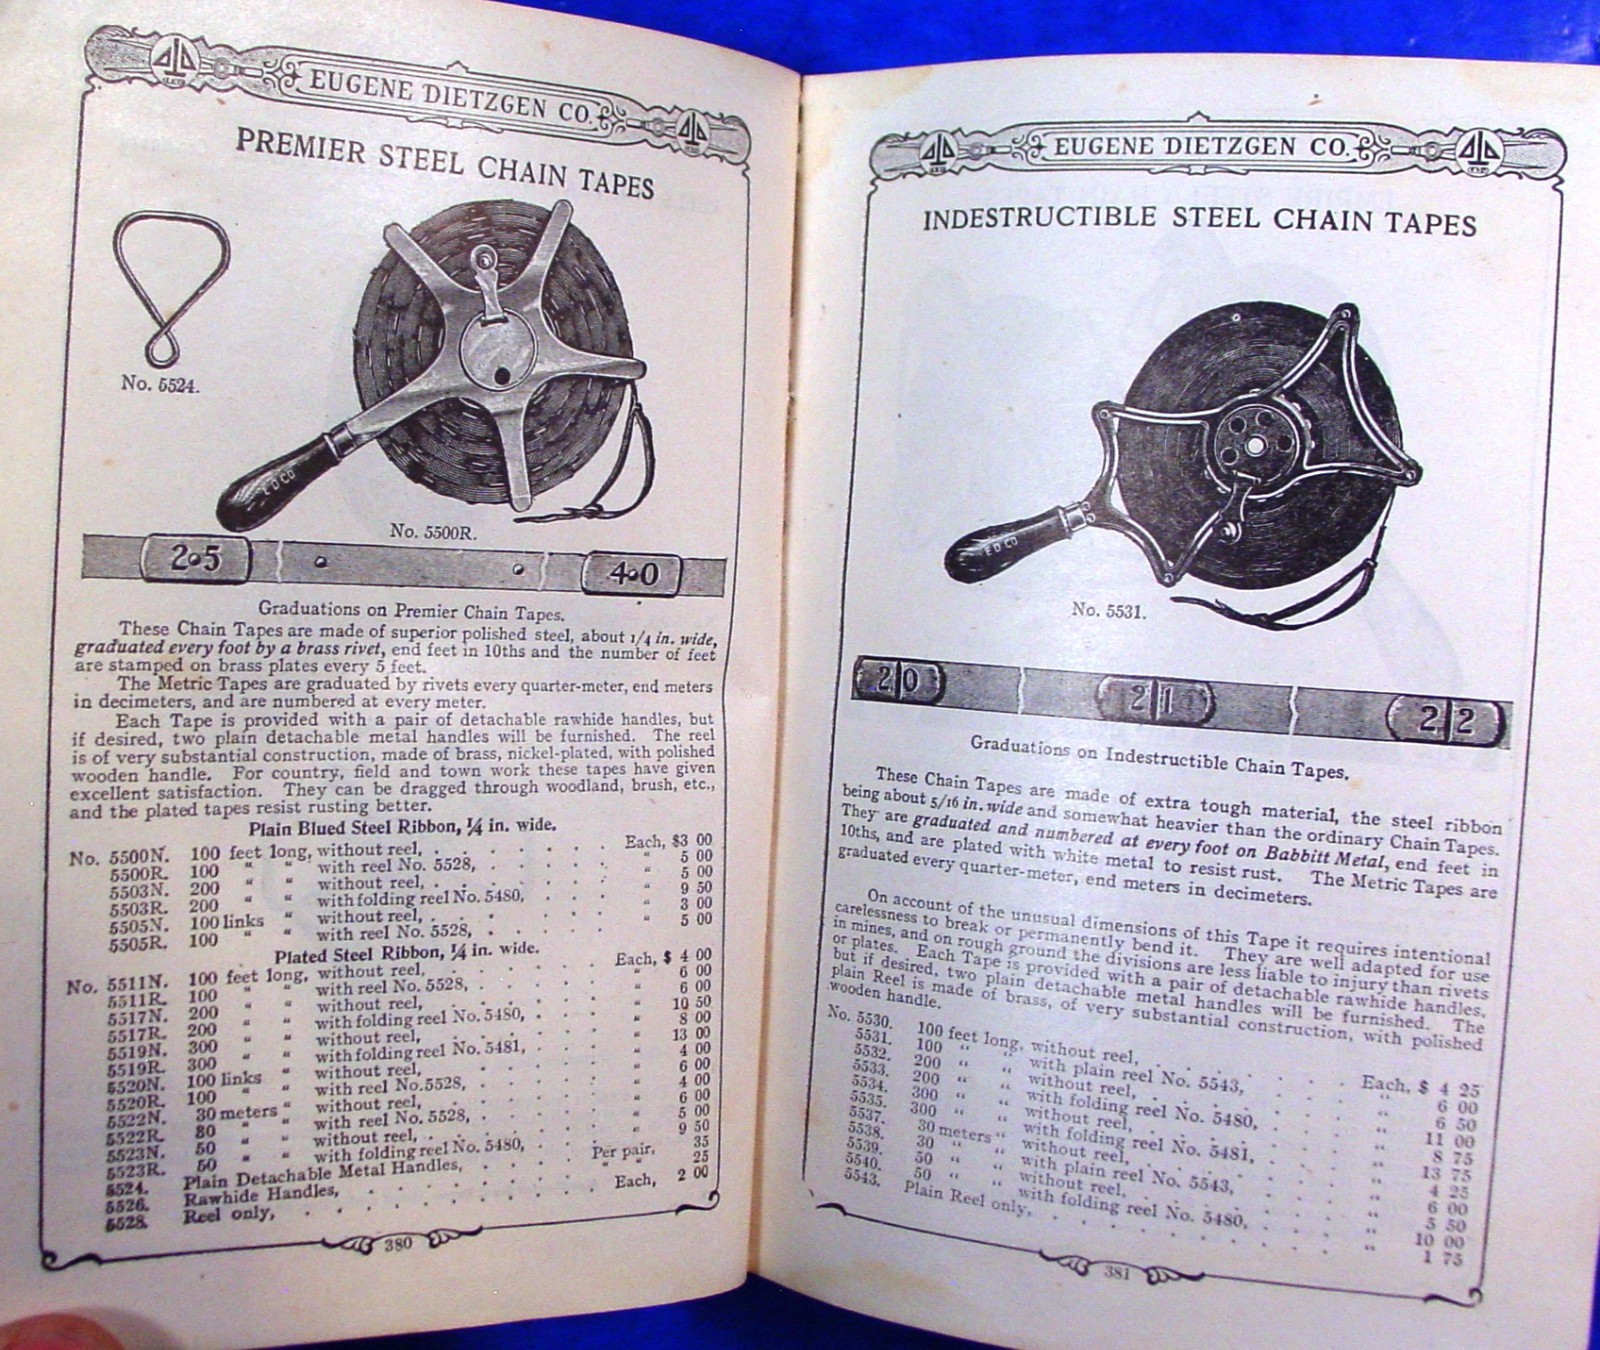 EUGENE DIETZGEN CO.
PREMIER STEEL CHAIN TAPES
No. 5524.
E D CO
No. 5500R.
25
40
Graduations on Premier Chain Tapes.
These Chain Tapes are made of superior polished steel, about 1/4 in. wide,
graduated every foot by a brass rivet, end feet in 10ths and the number of feet
are stamped on brass plates every 5 feet.
The Metric Tapes are graduated by rivets every quarter-meter, end meters
in decimeters, and are numbered at every meter.
Each Tape is provided with a pair of detachable rawhide handles, but
if desired, two plain detachable metal handles will be furnished. The reel
is of very substantial construction, made of brass, nickel-plated, with polished
wooden handle. For country, field and town work these tapes have given
excellent satisfaction. They can be dragged through woodland, brush, etc.,
and the plated tapes resist rusting better.
Plain Blued Steel Ribbon, 1/4 in. wide.
No. 5500N. 100 feet long, without reel, . . . . . . Each, $3 00
5500R. 100 " " with reel No. 5528, . . . . . " 5 00
5503N. 200 " " without reel, . . . . . . " 5 00
5503R. 200 " " with folding reel No. 5480, . . . . " 9 50
5505N. 100 links " without reel, . . . . . . " 3 00
5505R. 100 " " with reel No. 5528, . . . . . " 5 00
Plated Steel Ribbon, 1/4 in. wide.
No. 5511N. 100 feet long, without reel, . . . . . Each, $ 4 00
5511R. 100 " " with reel No. 5528, . . . . . " 6 00
5517N. 200 " " without reel, . . . . . " 6 00
5517R. 200 " " with folding reel No. 5480, . . . . " 10 50
5519N. 300 " " without reel, . . . . . " 8 00
5519R. 300 " " with folding reel No. 5481, . . . . " 13 00
5520N. 100 links " without reel, . . . . . " 4 00
5520R. 100 " " with reel No. 5528, . . . . . " 6 00
5522N. 30 meters " without reel, . . . . . " 4 00
5522R. 30 " " with reel No. 5528, . . . . . " 6 00
5523N. 50 " " without reel, . . . . . " 5 00
5523R. 50 " " with folding reel No. 5480, . . . . " 9 50
5524. Plain Detachable Metal Handles, . . . . Per pair, 35
5526. Rawhide Handles, . . . . . . " " 25
5528. Reel only, . . . . . . . Each, 2 00
380
EUGENE DIETZGEN CO.
INDESTRUCTIBLE STEEL CHAIN TAPES
E D CO
No. 5531.
20
21
22
Graduations on Indestructible Chain Tapes.
These Chain Tapes are made of extra tough material, the steel ribbon
being about 5/16 in. wide and somewhat heavier than the ordinary Chain Tapes.
They are graduated and numbered at every foot on Babbitt Metal, end feet in
10ths, and are plated with white metal to resist rust. The Metric Tapes are
graduated every quarter-meter, end meters in decimeters.
On account of the unusual dimensions of this Tape it requires intentional
carelessness to break or permanently bend it. They are well adapted for use
in mines, and on rough ground the divisions are less liable to injury than rivets
or plates. Each Tape is provided with a pair of detachable rawhide handles,
but if desired, two plain detachable metal handles will be furnished. The
plain Reel is made of brass, of very substantial construction, with polished
wooden handle.
No. 5530. 100 feet long, without reel, . . . . . Each, $ 4 25
5531. 100 " " with plain reel No. 5543, . . . . " 6 00
5532. 200 " " without reel, . . . . . " 6 50
5533. 200 " " with folding reel No. 5480, . . . " 11 00
5534. 300 " " without reel, . . . . . " 8 75
5535. 300 " " with folding reel No. 5481, . . . " 13 75
5537. 30 meters " without reel, . . . . . " 4 25
5538. 30 " " with plain reel No. 5543, . . . . " 6 00
5539. 50 " " without reel, . . . . . " 5 50
5540. 50 " " with folding reel No. 5480, . . . " 10 00
5543. Plain Reel only, . . . . . . " 1 75
381